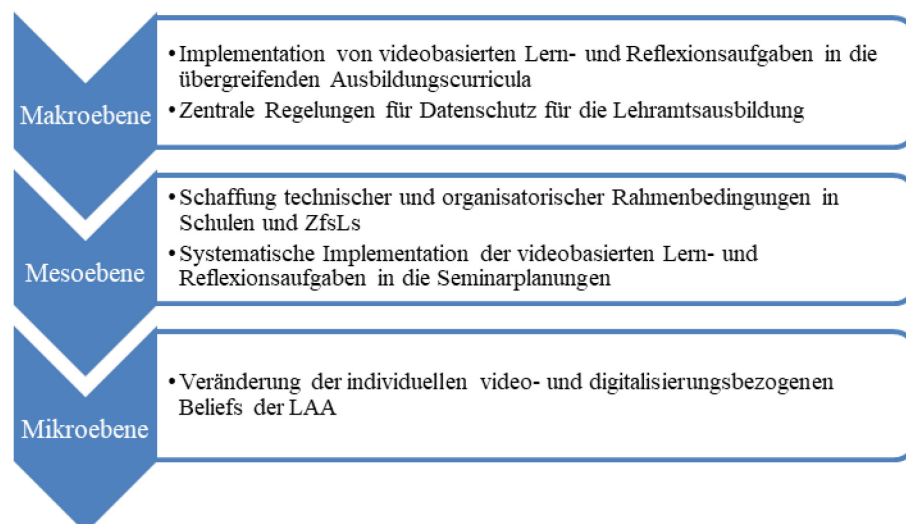 Makroebene
• Implementation von videobasierten Lern- und Reflexionsaufgaben in die
übergreifenden Ausbildungscurricula
• Zentrale Regelungen für Datenschutz für die Lehramtsausbildung
Mesoebene
• Schaffung technischer und organisatorischer Rahmenbedingungen in
Schulen und ZfsLs
• Systematische Implementation der videobasierten Lern- und
Reflexionsaufgaben in die Seminarplanungen
Mikroebene
• Veränderung der individuellen video- und digitalisierungsbezogenen
Beliefs der LAA